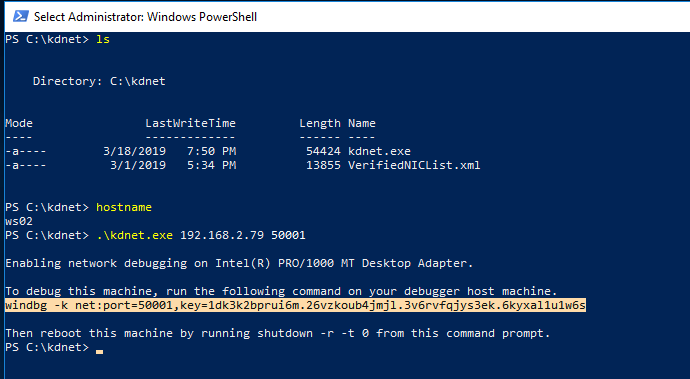 Select Administrator: Windows PowerShell
PS C:\kdnet> ls
Directory: C:\kdnet
Mode LastWriteTime Length Name
---- ------------- ------ ----
-a---- 3/18/2019 7:50 PM 54424 kdnet.exe
-a---- 3/1/2019 5:34 PM 13855 VerifiedNICList.xml
PS C:\kdnet> hostname
ws02
PS C:\kdnet> .\kdnet.exe 192.168.2.79 50001
Enabling network debugging on Intel(R) PRO/1000 MT Desktop Adapter.
To debug this machine, run the following command on your debugger host machine.
windbg -k net:port=50001,key=1dk3k2bprui6m.26vzkoub4jmjl.3v6rvfqjys3ek.6kyxal1u1w6s
Then reboot this machine by running shutdown -r -t 0 from this command prompt.
PS C:\kdnet>